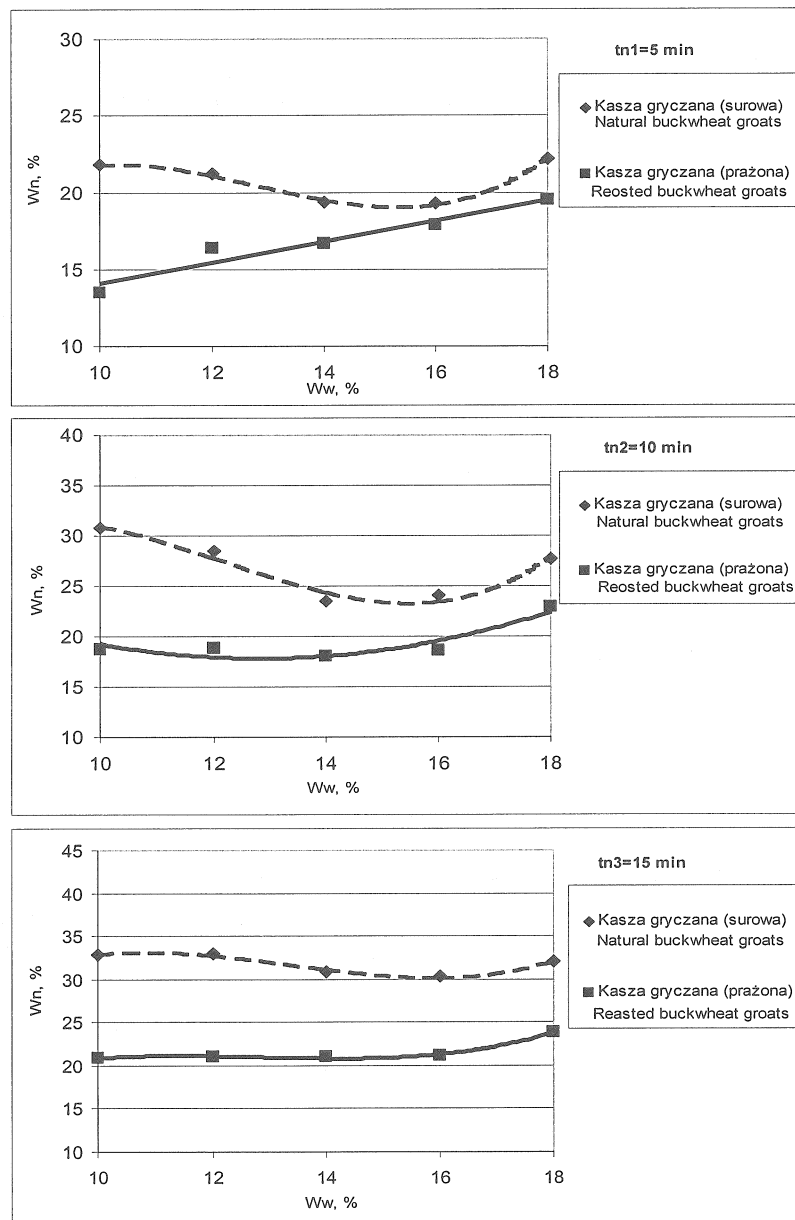 tn1=5 min
Kasza gryczana (surowa)
Natural buckwheat groats
Kasza gryczana (prażona)
Reosted buckwheat groats
30
25
20
15
10
Wn, %
10 12 14 16 18
Ww, %
tn2=10 min
Kasza gryczana (surowa)
Natural buckwheat groats
Kasza gryczana (prażona)
Reosted buckwheat groats
40
35
30
25
20
15
10
Wn, %
10 12 14 16 18
Ww, %
tn3=15 min
Kasza gryczana (surowa)
Natural buckwheat groats
Kasza gryczana (prażona)
Reasted buckwheat groats
45
40
35
30
25
20
15
10
Wn, %
10 12 14 16 18
Ww, %